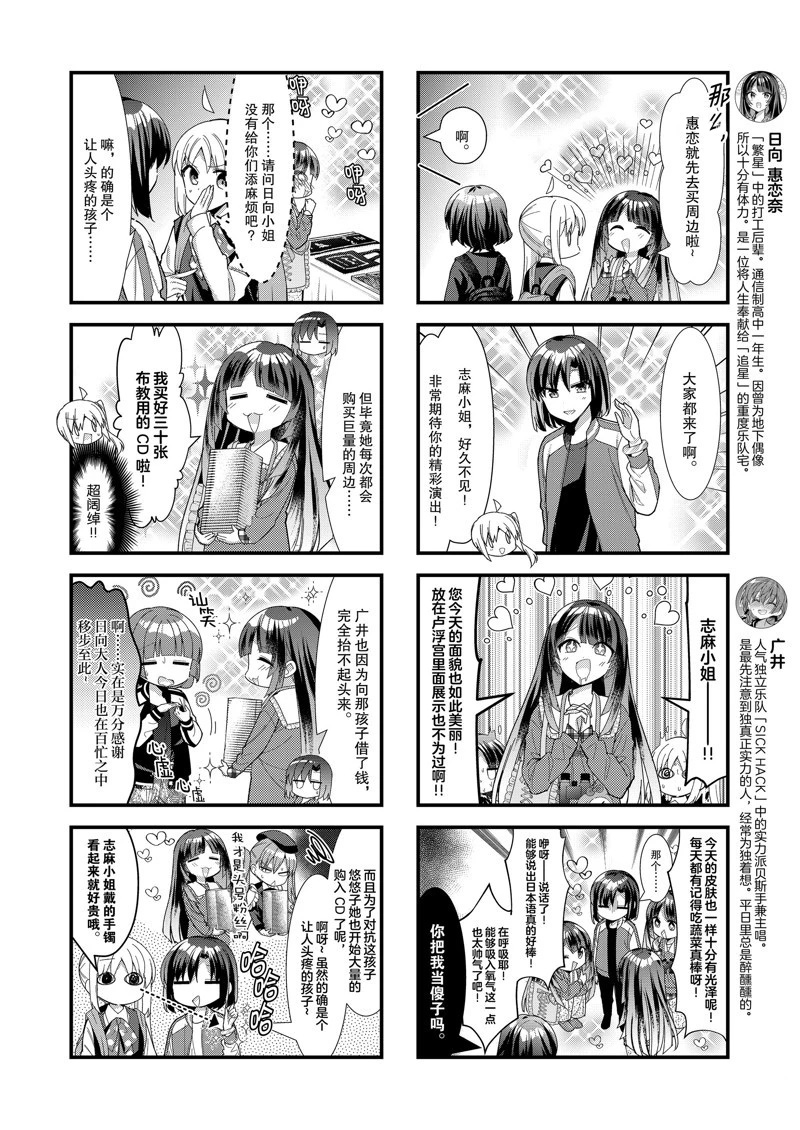 日向 惠恋奈
「繁星」中的打工后辈。通信制高中一年生。因曾为地下偶像
所以十分有体力。是一位将人生奉献给「追星」的重度乐队宅。
广井
人气独立乐队「SICK HACK」中的实力派贝斯手兼主唱。
是最先注意到独真正实力的人，经常为独着想。平日里总是醉醺醺的。
那~
惠恋就先去买
周边啦~
啊。
大家都来了啊。
志麻小姐，好久不见！
非常期待你的精彩演出！
志麻小姐——！！
您今天的面貌也如此美丽！
放在卢浮宫里面展示也不为过啊！！
今天的皮肤也一样十分有光泽呢！
每天都有记得吃蔬菜真棒呀！
那个…
咿呀——说话了！
能够说出日本语真的好棒！
在呼吸耶！
能够吸入氧气这一点
也太帅气了吧！
你把我当傻子吗。
咿呀
咿呀
那个……请问日向小姐
没有给你们添麻烦吧？
嘛，的确是个
让人头疼的孩子……
但毕竟她每次都会
购买巨量的周边……
我买好三十张
布教用的CD啦！
超阔绰！！
广井也因为向那孩子借了钱，
完全抬不起头来。
讪笑
啊……实在是万分感谢
日向大人今日也在百忙之中
移步至此~
心虚
心虚
而且为了对抗这孩子
悠悠子她也开始大量的
购入CD了呢，
我才是头号粉丝啊
啊呀~虽然的确是个
让人头疼的孩子~
哈哈哈
志麻小姐戴的手镯
看起来就好贵哦。